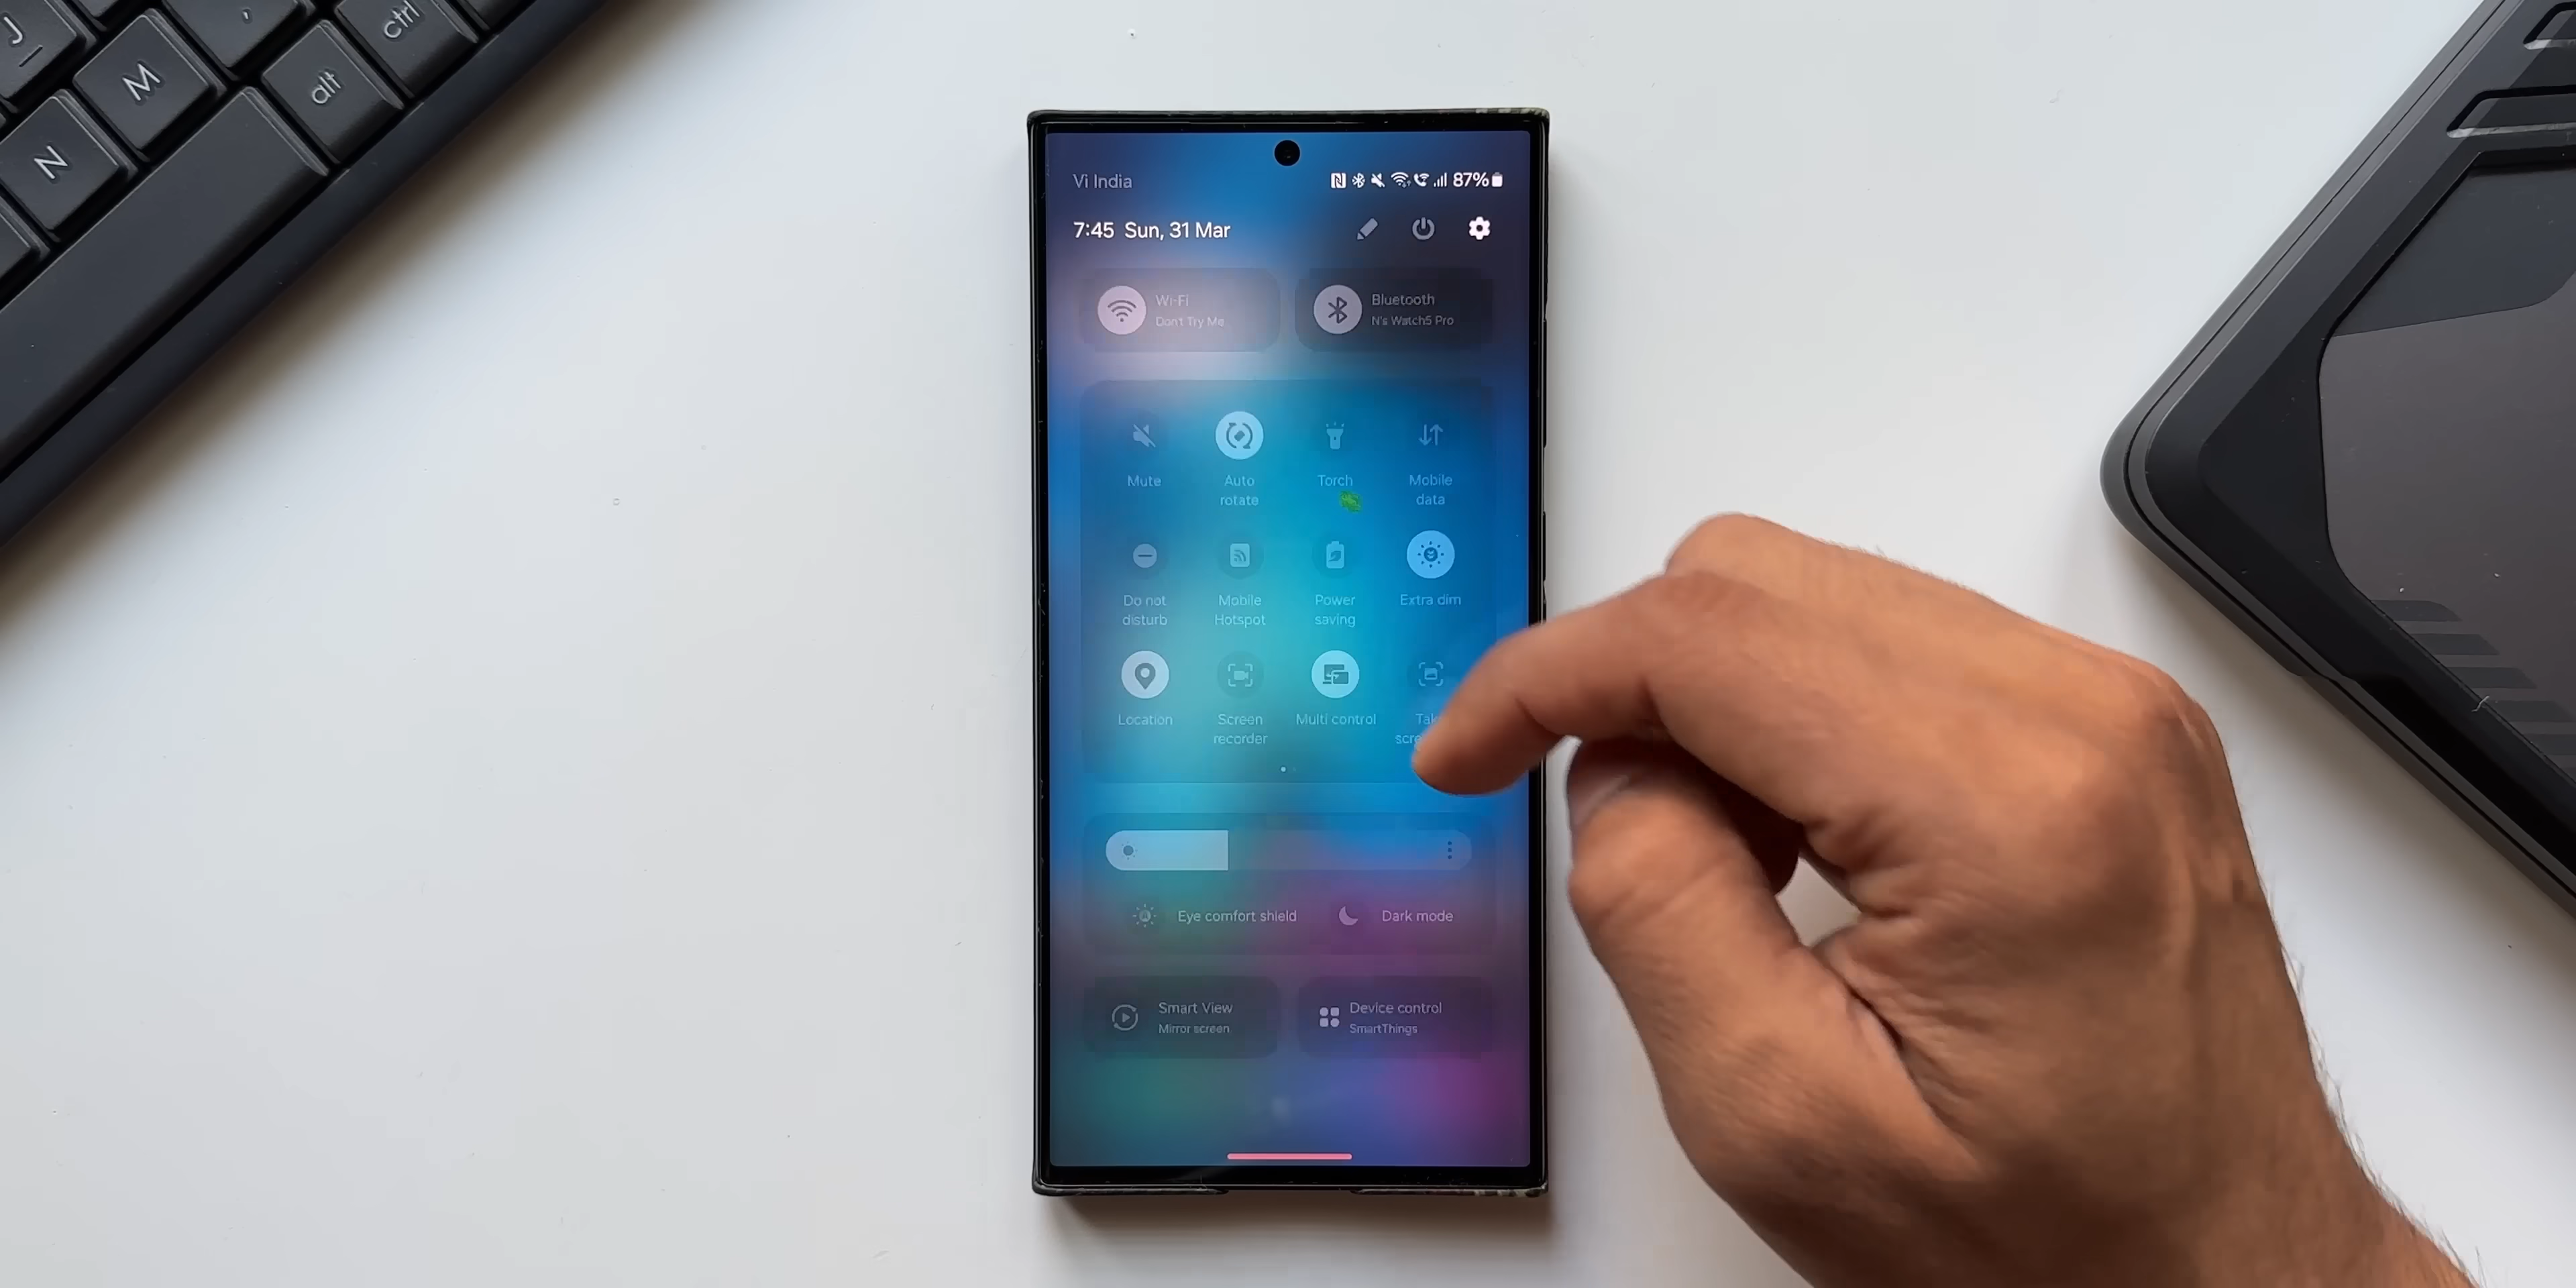 J
M
N
alt
ctrl
Vi India
87%
7:45 Sun, 31 Mar
Wi-Fi
Don't Try Me
Bluetooth
N's Watch5 Pro
Mute
Auto
rotate
Torch
Mobile
data
Do not
disturb
Mobile
Hotspot
Power
saving
Extra dim
Location
Screen
recorder
Multi control
Eye comfort shield
Dark mode
Smart View
Mirror screen
Device control
SmartThings